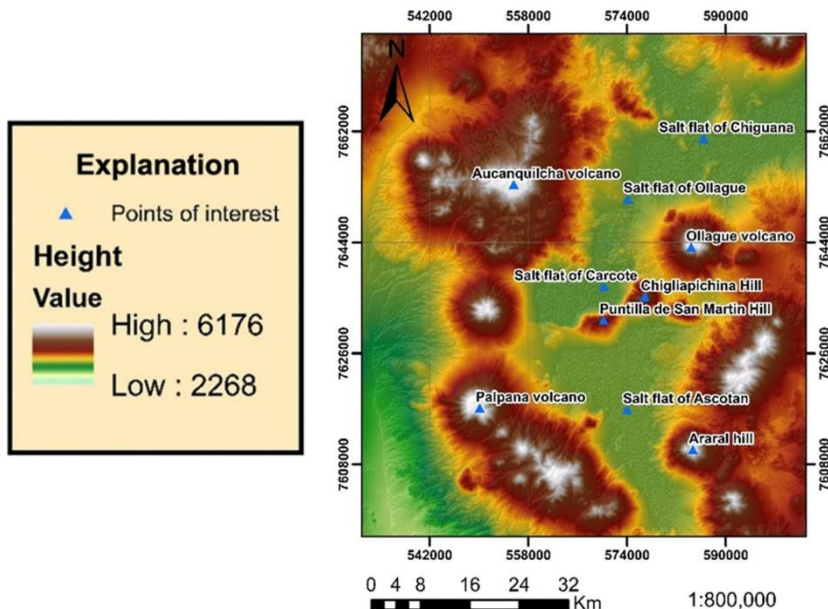 Explanation
Points of interest
Height
Value
High : 6176
Low : 2268
542000 558000 574000 590000
N
7662000 7662000
7644000 7644000
7626000 7626000
7608000 7608000
Salt flat of Chiguana
Aucanquilcha volcano
Salt flat of Ollague
Ollague volcano
Salt flat of Carcote
Chigliapichina Hill
Puntilla de San Martin Hill
Palpana volcano
Salt flat of Ascotan
Araral hill
542000 558000 574000 590000
0 4 8 16 24 32
Km
1:800,000